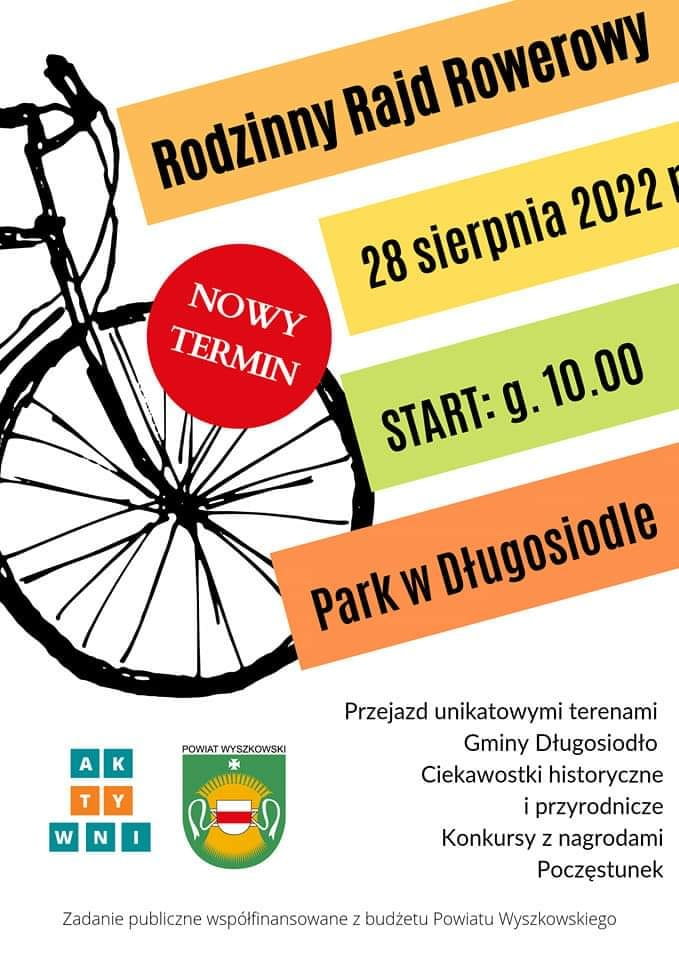 Rodzinny Rajd Rowerowy
28 sierpnia 2022 r
NOWY
TERMIN
START: g. 10.00
Park w Długosiodle
Przejazd unikatowymi terenami
Gminy Długosiodło
Ciekawostki historyczne
i przyrodnicze
Konkursy z nagrodami
Poczęstunek
AK
TY
WNI
POWIAT WYSZKOWSKI
Zadanie publiczne współfinansowane z budżetu Powiatu Wyszkowskiego